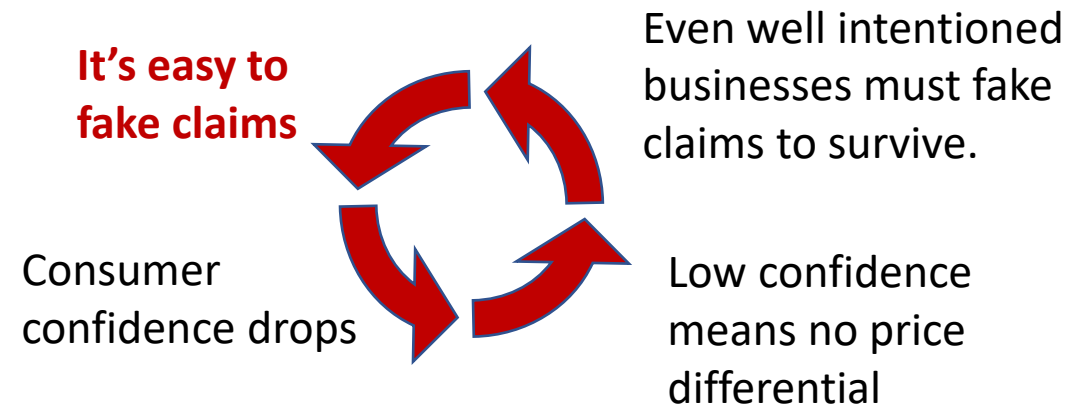 It’s easy to
fake claims
Even well intentioned
businesses must fake
claims to survive.
Consumer
confidence drops
Low confidence
means no price
differential